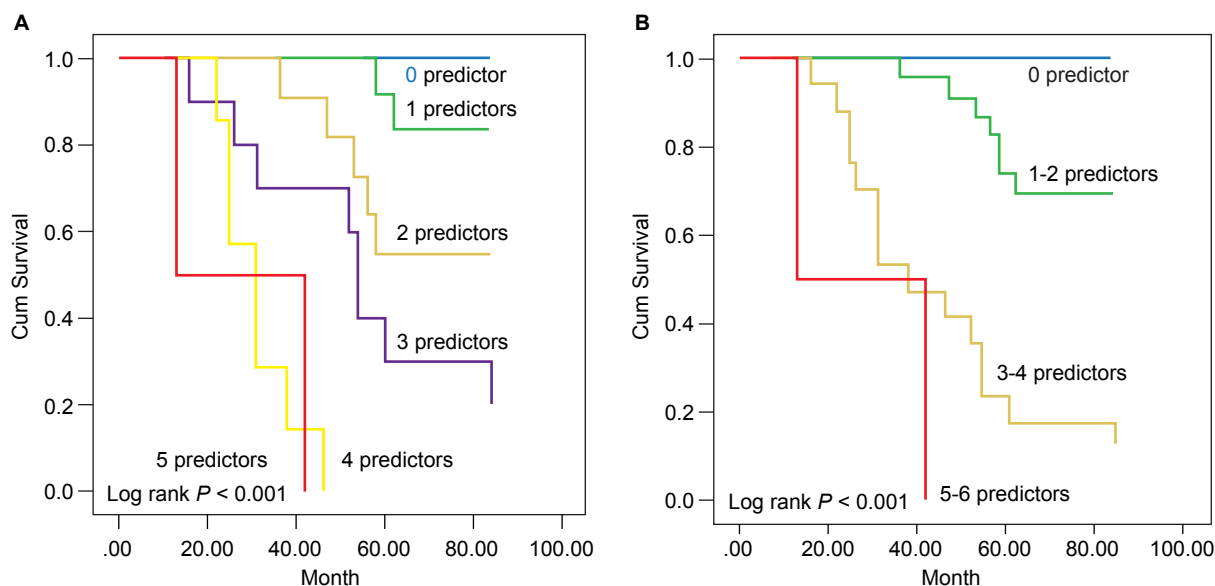 A
1.0
0.8
0.6
0.4
0.2
0.0
Cum Survival
0 predictor
1 predictors
2 predictors
3 predictors
5 predictors
4 predictors
Log rank P < 0.001
.00 20.00 40.00 60.00 80.00 100.00
Month
B
1.0
0.8
0.6
0.4
0.2
0.0
Cum Survival
0 predictor
1-2 predictors
3-4 predictors
5-6 predictors
Log rank P < 0.001
.00 20.00 40.00 60.00 80.00 100.00
Month